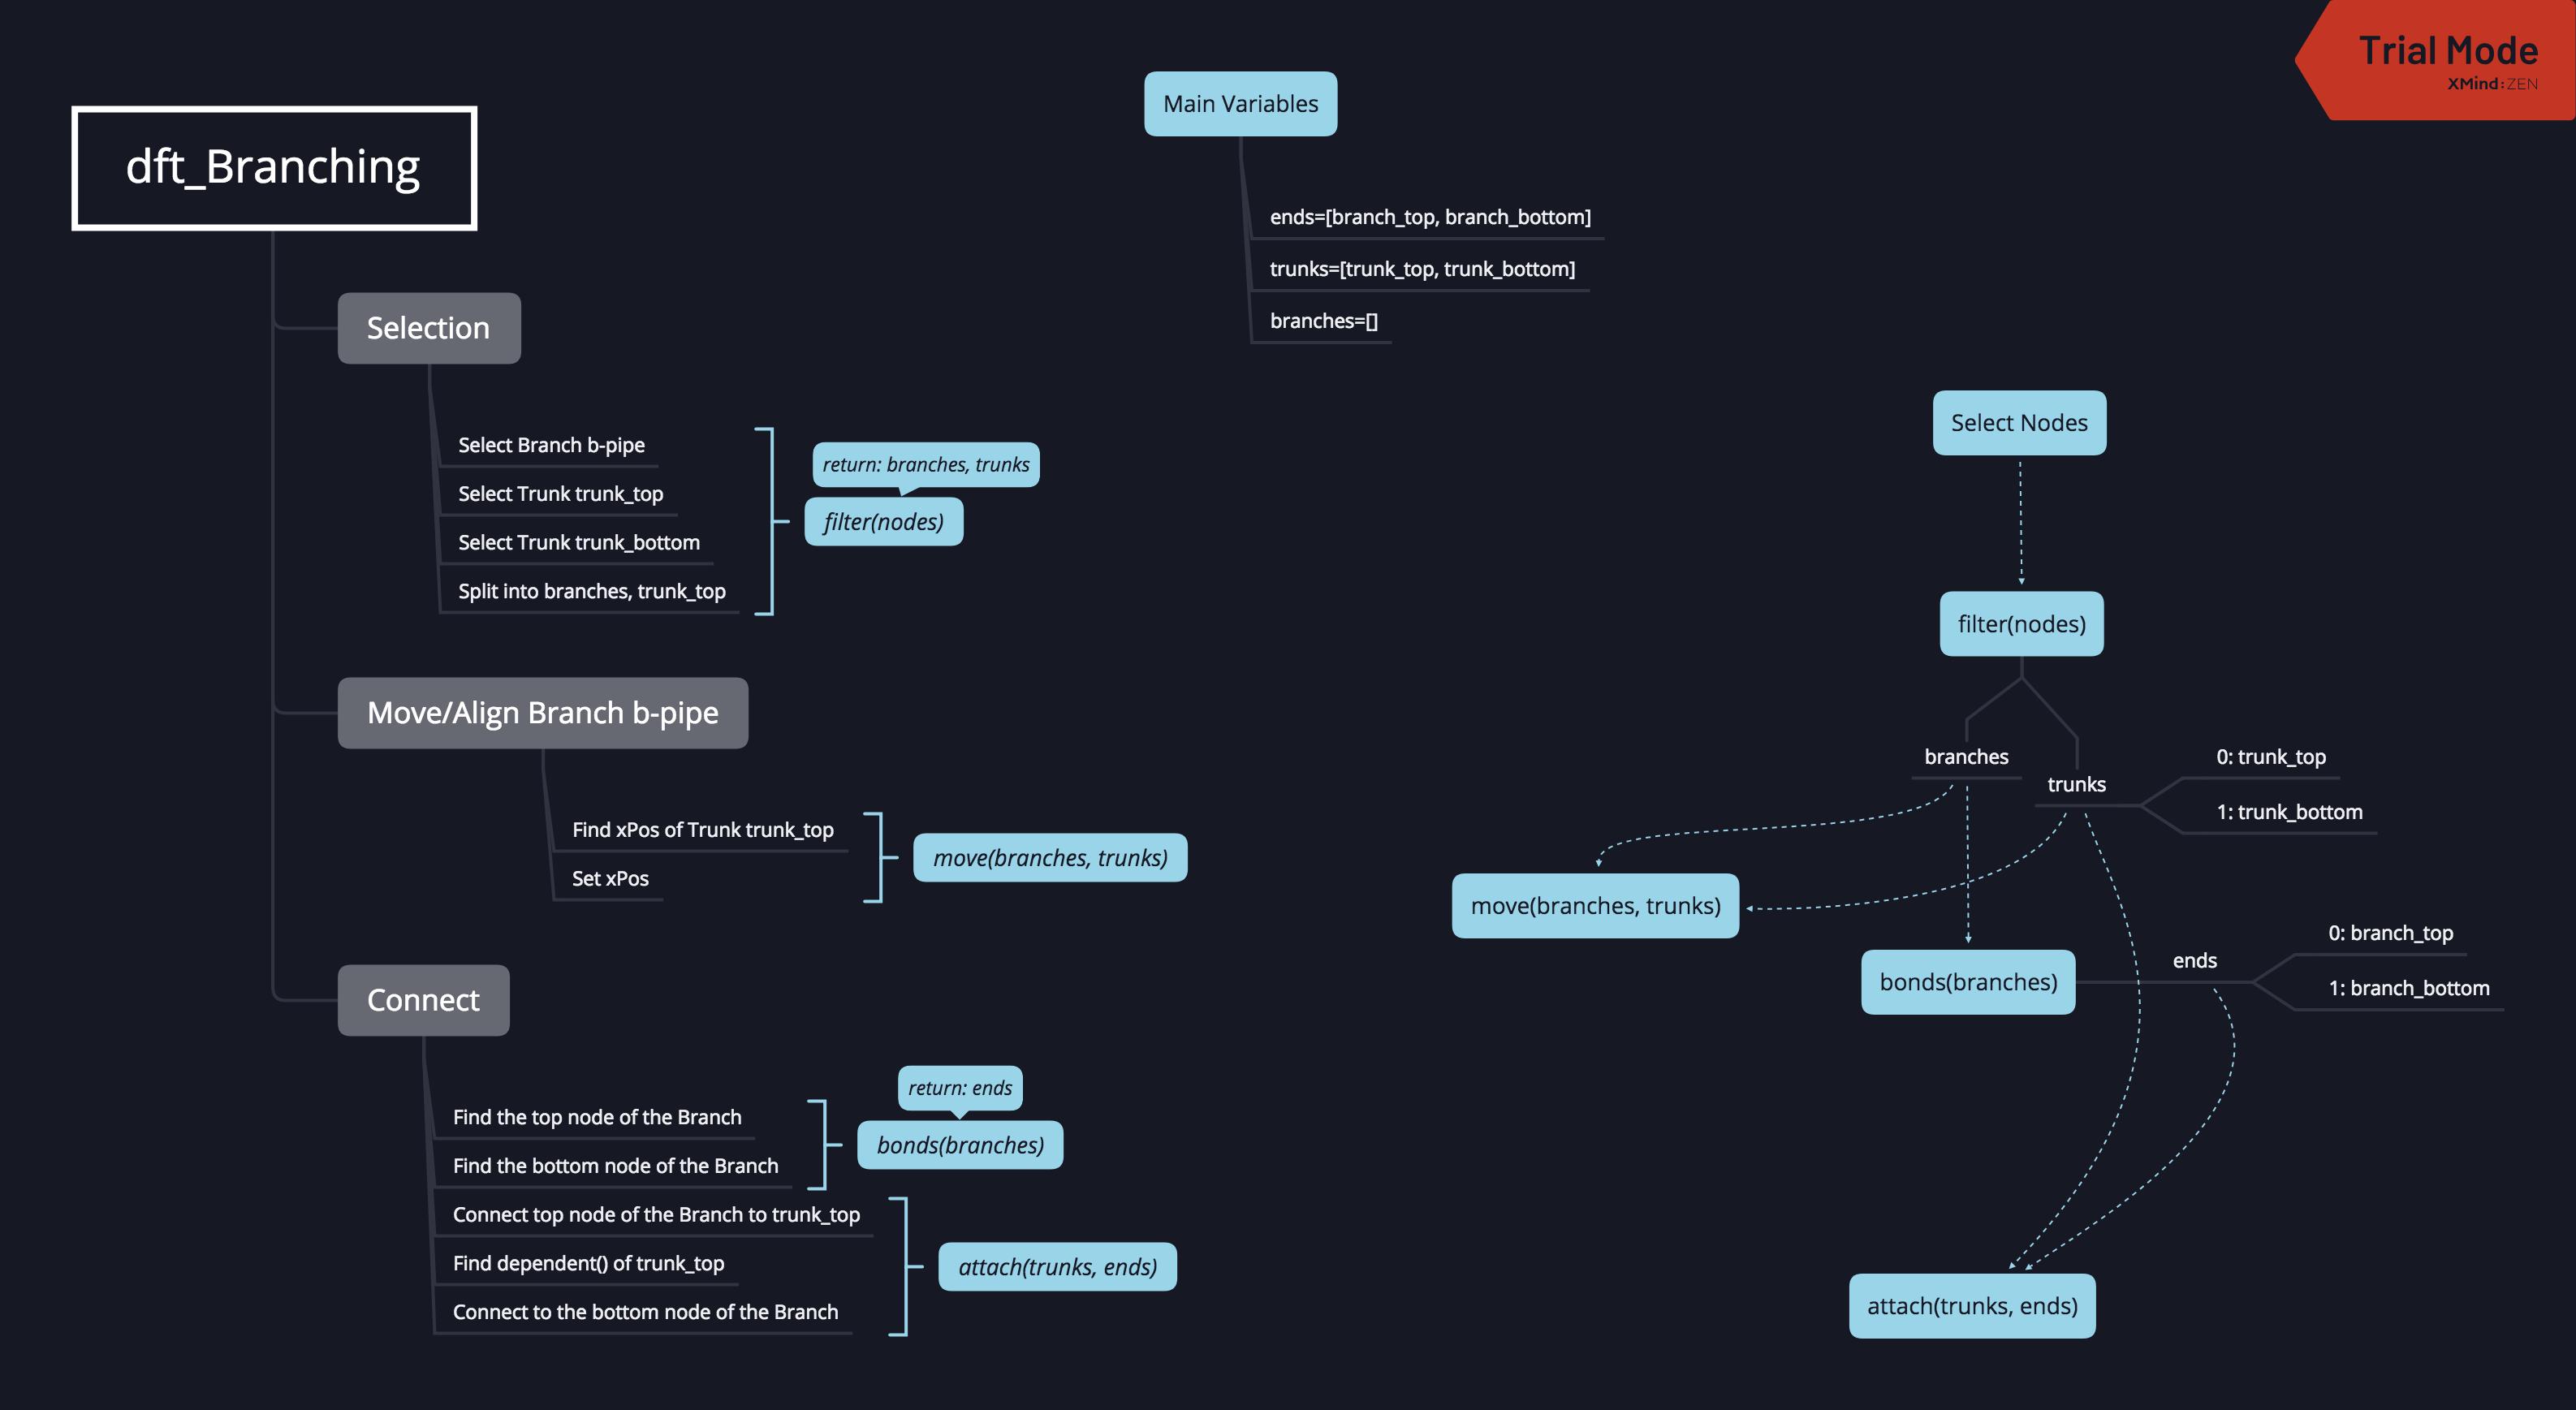 Trial Mode
XMind:ZEN
dft_Branching
Selection
Select Branch b-pipe
Select Trunk trunk_top
Select Trunk trunk_bottom
Split into branches, trunk_top
return: branches, trunks
filter(nodes)
Move/Align Branch b-pipe
Find xPos of Trunk trunk_top
Set xPos
move(branches, trunks)
Connect
Find the top node of the Branch
Find the bottom node of the Branch
return: ends
bonds(branches)
Connect top node of the Branch to trunk_top
Find dependent() of trunk_top
Connect to the bottom node of the Branch
attach(trunks, ends)
Main Variables
ends=[branch_top, branch_bottom]
trunks=[trunk_top, trunk_bottom]
branches=[]
Select Nodes
filter(nodes)
branches
trunks
0: trunk_top
1: trunk_bottom
move(branches, trunks)
bonds(branches)
ends
0: branch_top
1: branch_bottom
attach(trunks, ends)